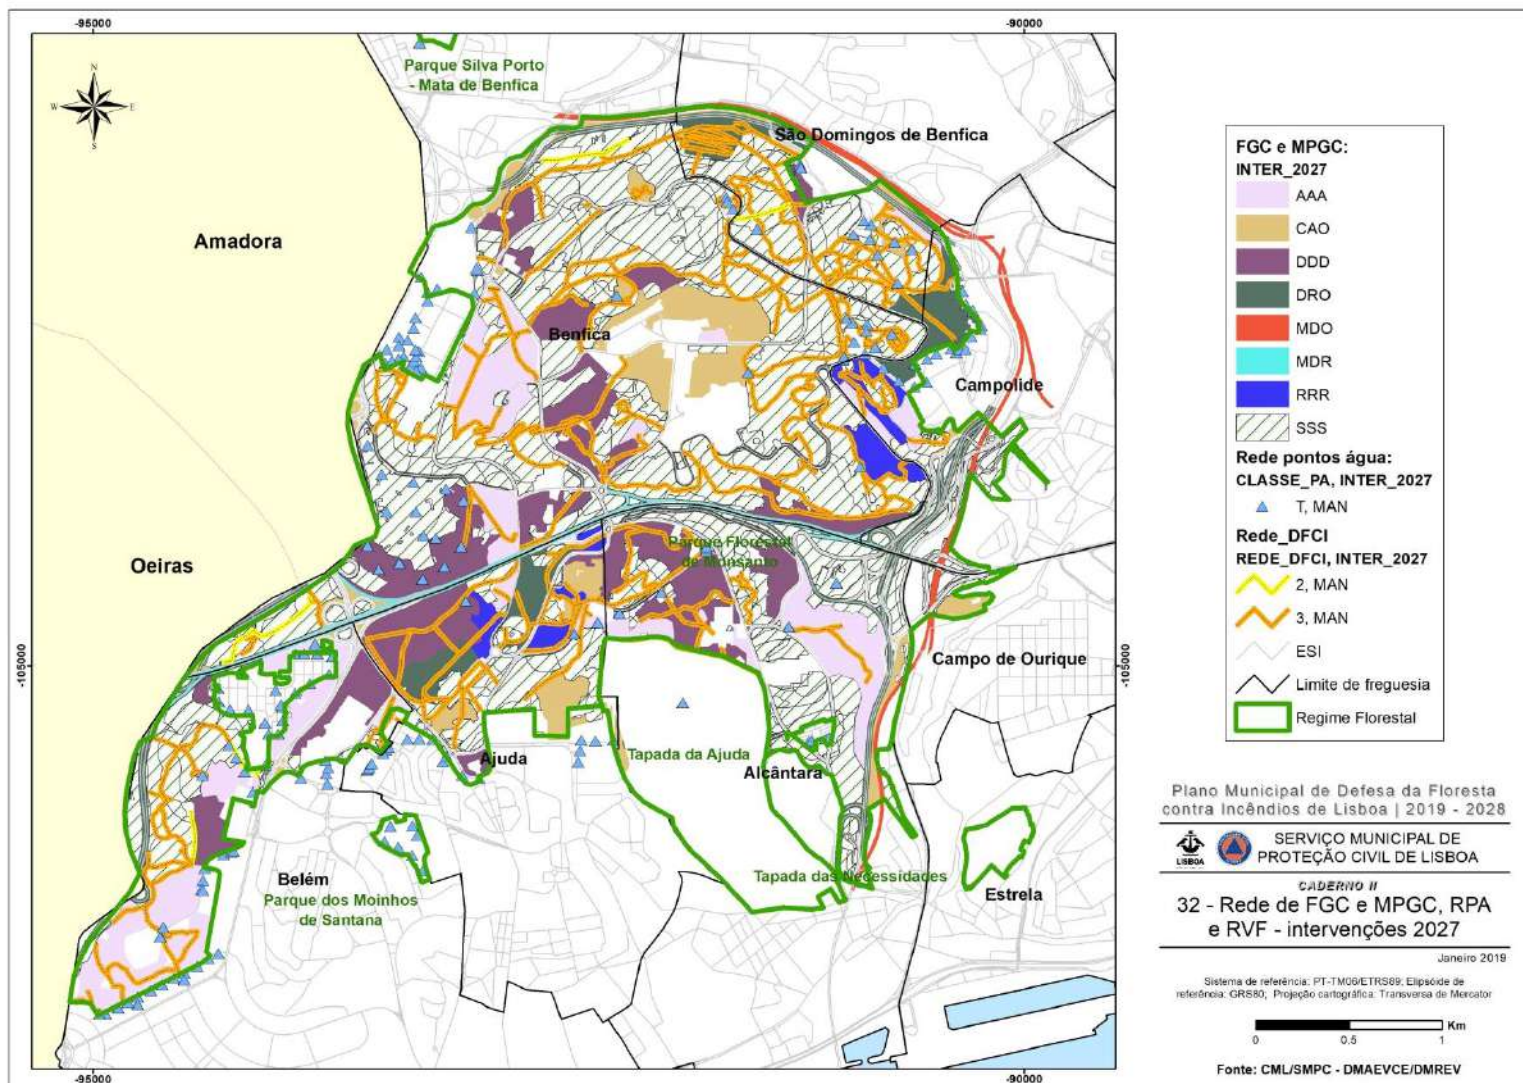 -95000
-90000
N
W
E
S
Parque Silva Porto
- Mata de Benfica
São Domingos de Benfica
Amadora
Benfica
Campolide
Oeiras
Parque Florestal
de Monsanto
Campo de Ourique
-105000
-105000
Ajuda
Tapada da Ajuda
Alcântara
Belém
Parque dos Moinhos
de Santana
Tapada das Necessidades
Estrela
-95000
-90000
FGC e MPGC:
INTER_2027
AAA
CAO
DDD
DRO
MDO
MDR
RRR
SSS
Rede pontos água:
CLASSE_PA, INTER_2027
T, MAN
Rede_DFCI
REDE_DFCI, INTER_2027
2, MAN
3, MAN
ESI
Limite de freguesia
Regime Florestal
Plano Municipal de Defesa da Floresta
contra Incêndios de Lisboa | 2019 - 2028
LISBOA
SERVIÇO MUNICIPAL DE
PROTEÇÃO CIVIL DE LISBOA
CADERNO II
32 - Rede de FGC e MPGC, RPA
e RVF - intervenções 2027
Janeiro 2019
Sistema de referência: PT-TM06/ETRS89; Elipsóide de
referência: GRS80; Projeção cartográfica: Transversa de Mercator
Km
0 0.5 1
Fonte: CML/SMPC - DMAEVCE/DMREV